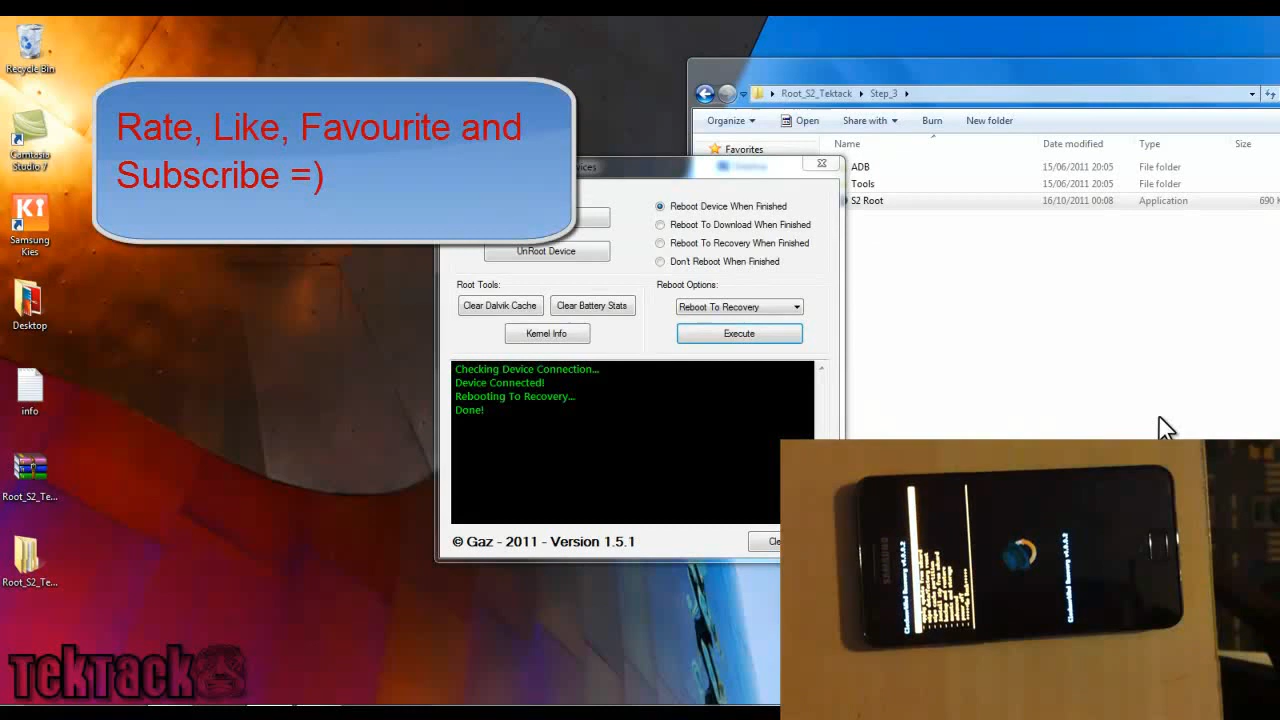 Recycle Bin
Camtasia
Studio 7
Samsung
Kies
Desktop
info
Root_S2_Te...
Root_S2_Te...
Rate, Like, Favourite and
Subscribe =)
Root_S2_Tektack
Step_3
Organize
Open
Share with
Burn
New folder
Favorites
Name
Date modified
Type
Size
ADB
15/06/2011 20:05
File folder
Tools
15/06/2011 20:05
File folder
S2 Root
16/10/2011 00:08
Application
690 K
UnRoot Device
Reboot Device When Finished
Reboot To Download When Finished
Reboot To Recovery When Finished
Don't Reboot When Finished
Root Tools:
Clear Dalvik Cache
Clear Battery Stats
Kernel Info
Reboot Options:
Reboot To Recovery
Execute
Checking Device Connection...
Device Connected!
Rebooting To Recovery...
Done!
© Gaz - 2011 - Version 1.5.1
SAMSUNG
TekTack